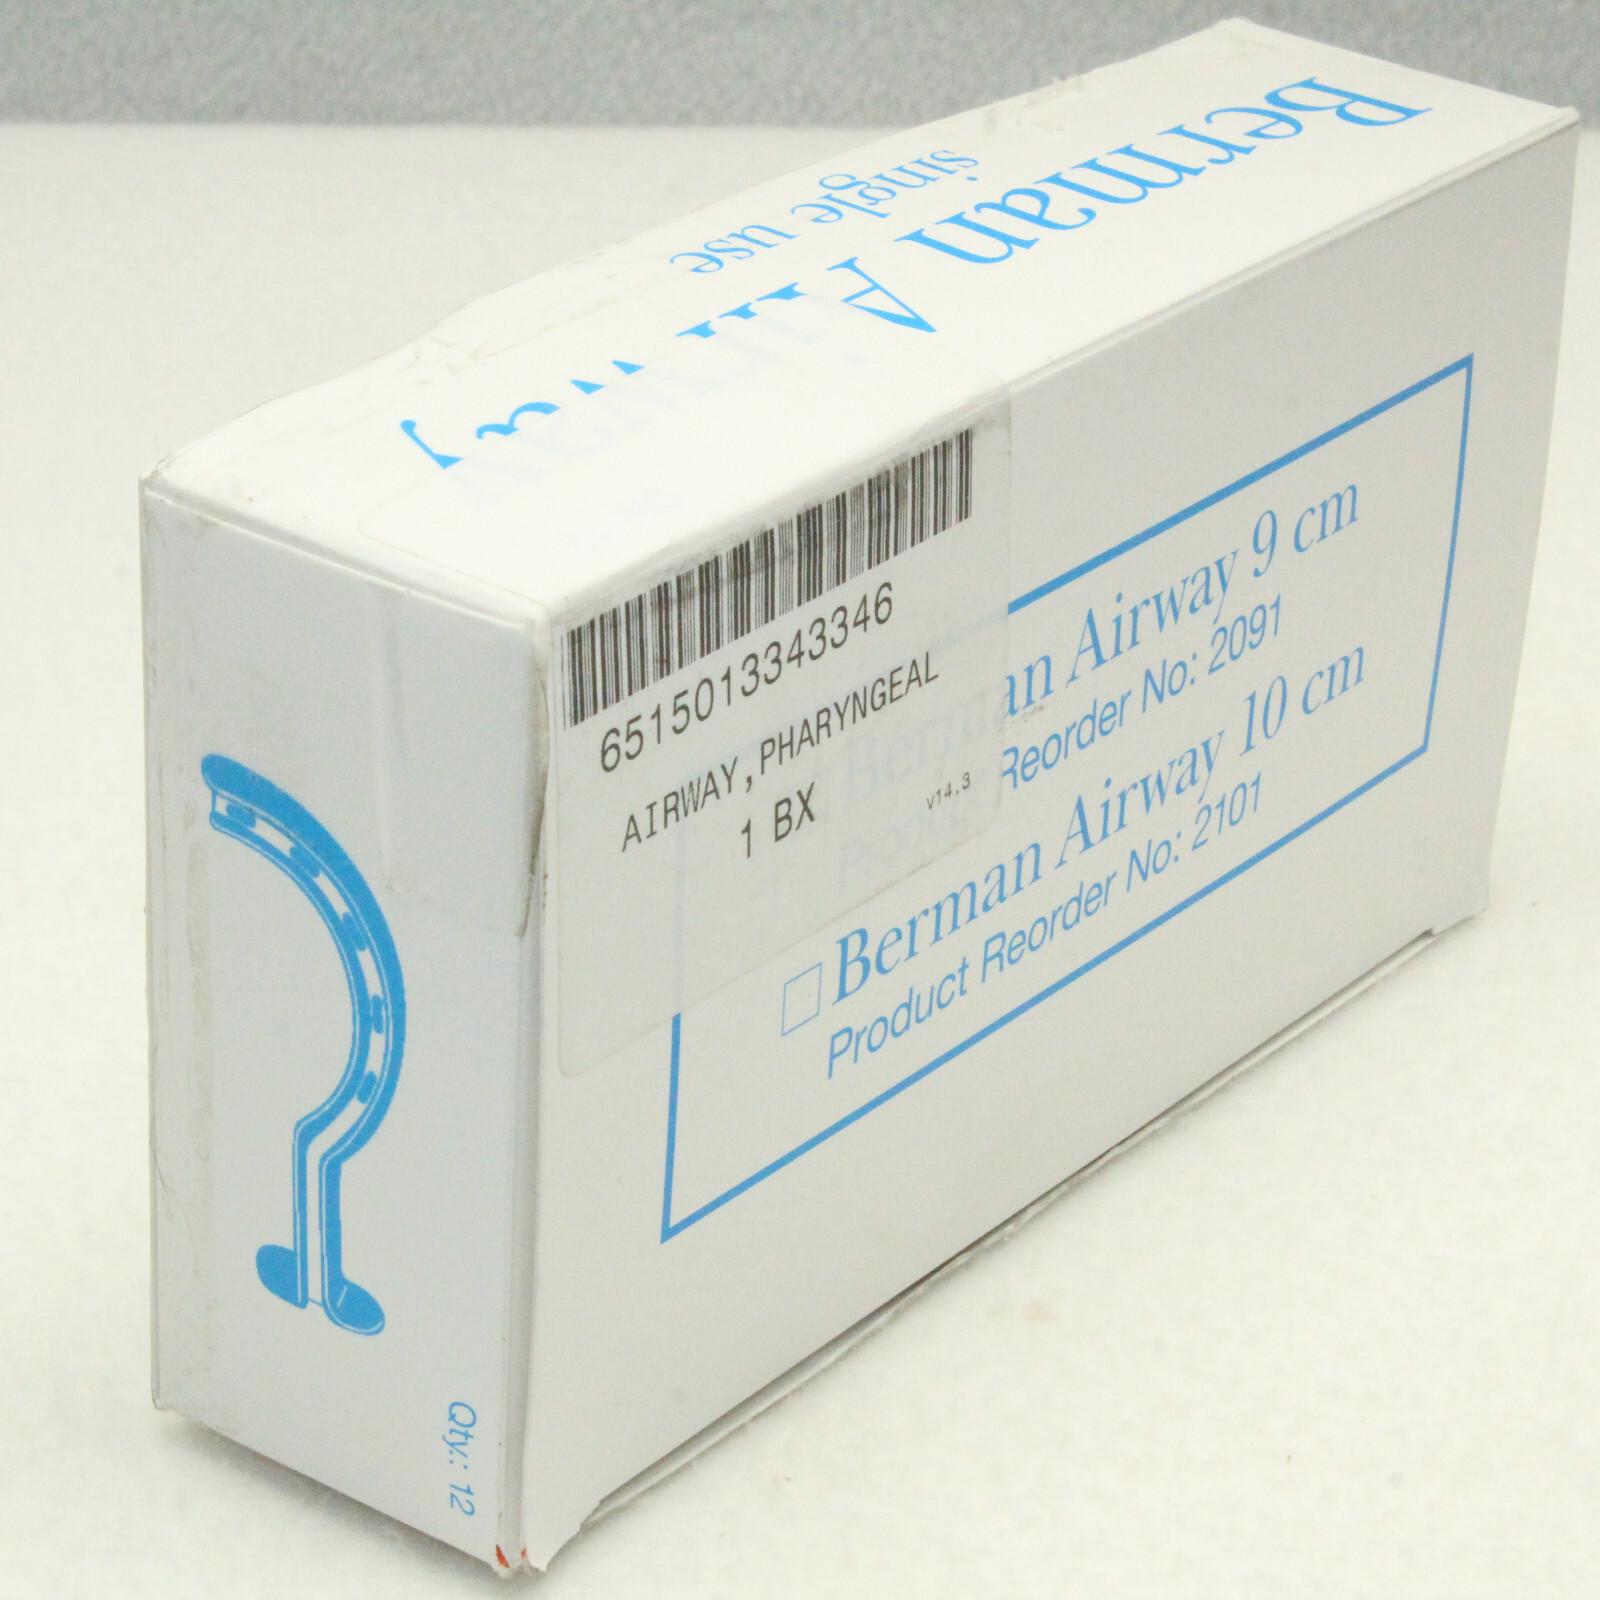 Berman Airway
single use
6515013343346
AIRWAY, PHARYNGEAL
1 BX
v14.3
Berman Airway 9 cm
Reorder No: 2091
Berman Airway 10 cm
Product Reorder No: 2101
Qty.: 12